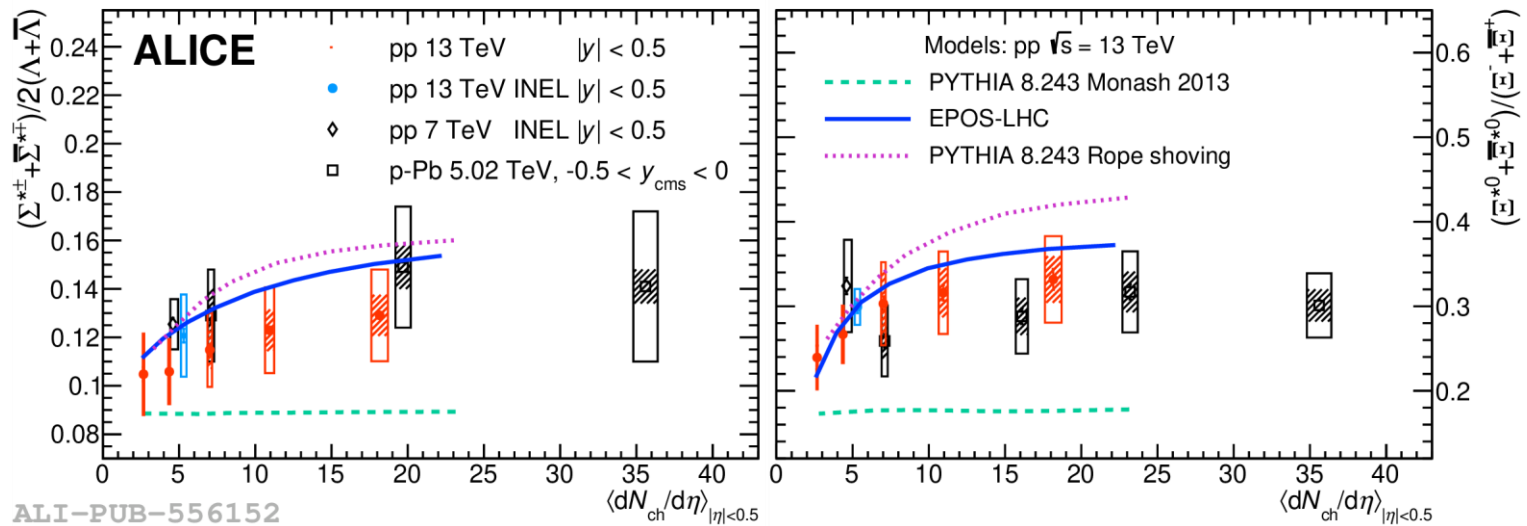 (Σ*± + Σ̅*∓)/2(Λ+Λ̅)
0.24
0.22
0.2
0.18
0.16
0.14
0.12
0.1
0.08
ALICE
pp 13 TeV |y| < 0.5
pp 13 TeV INEL |y| < 0.5
pp 7 TeV INEL |y| < 0.5
p-Pb 5.02 TeV, -0.5 < y_cms < 0
0 5 10 15 20 25 30 35 40
⟨dN_ch/dη⟩_|η|<0.5
Models: pp √s = 13 TeV
PYTHIA 8.243 Monash 2013
EPOS-LHC
PYTHIA 8.243 Rope shoving
0 5 10 15 20 25 30 35 40
⟨dN_ch/dη⟩_|η|<0.5
0.6
0.5
0.4
0.3
0.2
(Ξ*0 + Ξ̅*0)/(Ξ- + Ξ̅+)
ALI-PUB-556152